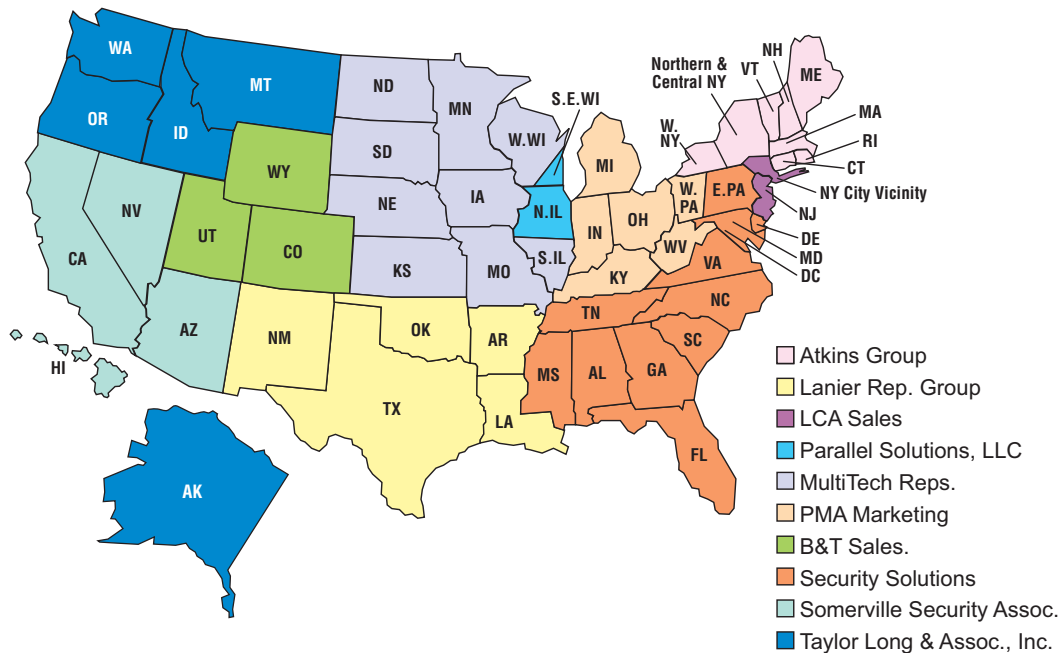 WA
MT
OR
ID
ND
MN
SD
W.WI
S.E.WI
WY
NE
IA
N.IL
S.IL
NV
UT
CO
KS
MO
CA
AZ
NM
OK
AR
TX
LA
HI
AK
MI
IN
OH
W.
PA
WV
KY
E.PA
Northern &
Central NY
W.
NY
VT
NH
ME
MA
RI
CT
NY City Vicinity
NJ
DE
MD
DC
VA
NC
TN
SC
MS
AL
GA
FL
Atkins Group
Lanier Rep. Group
LCA Sales
Parallel Solutions, LLC
MultiTech Reps.
PMA Marketing
B&T Sales.
Security Solutions
Somerville Security Assoc.
Taylor Long & Assoc., Inc.